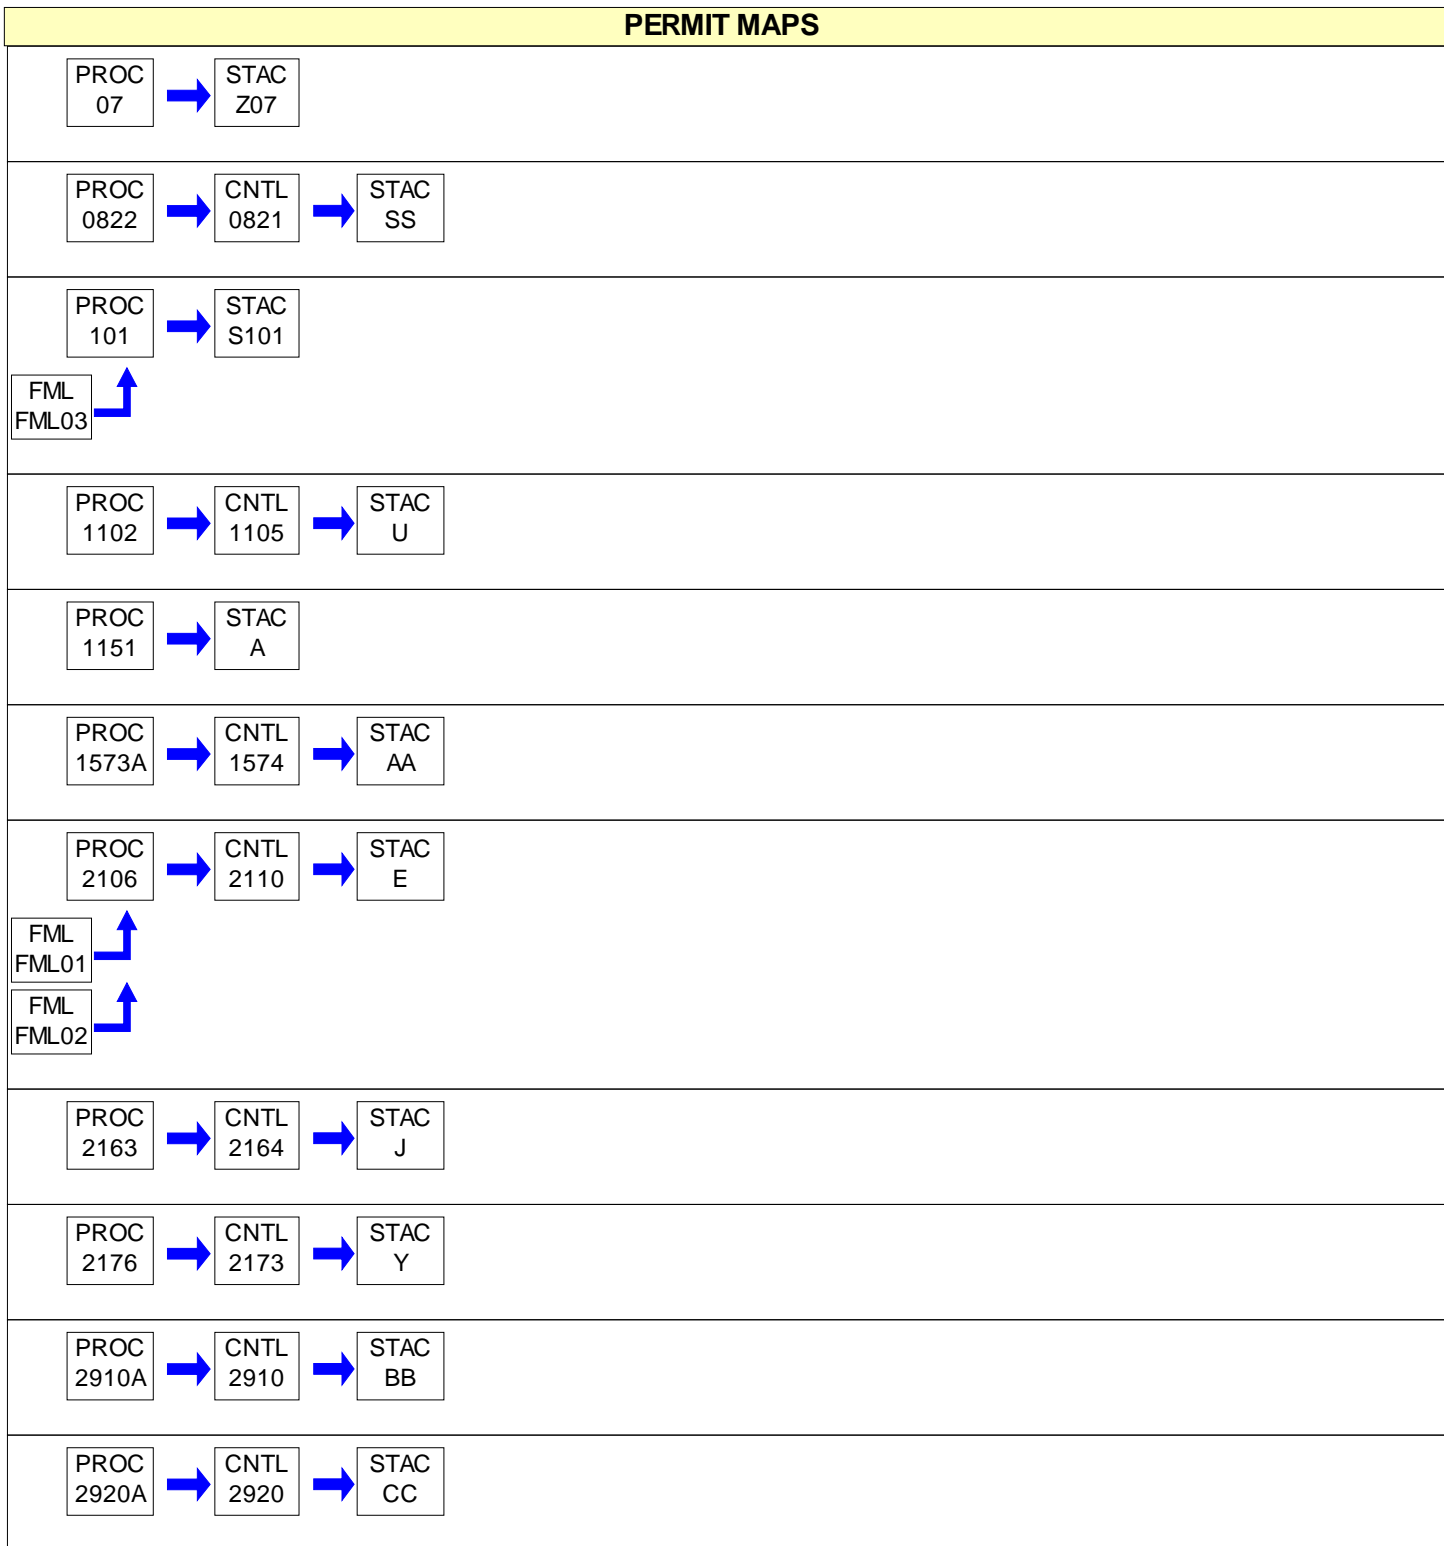 PERMIT MAPS
PROC
07
STAC
Z07
PROC
0822
CNTL
0821
STAC
SS
PROC
101
STAC
S101
FML
FML03
PROC
1102
CNTL
1105
STAC
U
PROC
1151
STAC
A
PROC
1573A
CNTL
1574
STAC
AA
PROC
2106
CNTL
2110
STAC
E
FML
FML01
FML
FML02
PROC
2163
CNTL
2164
STAC
J
PROC
2176
CNTL
2173
STAC
Y
PROC
2910A
CNTL
2910
STAC
BB
PROC
2920A
CNTL
2920
STAC
CC